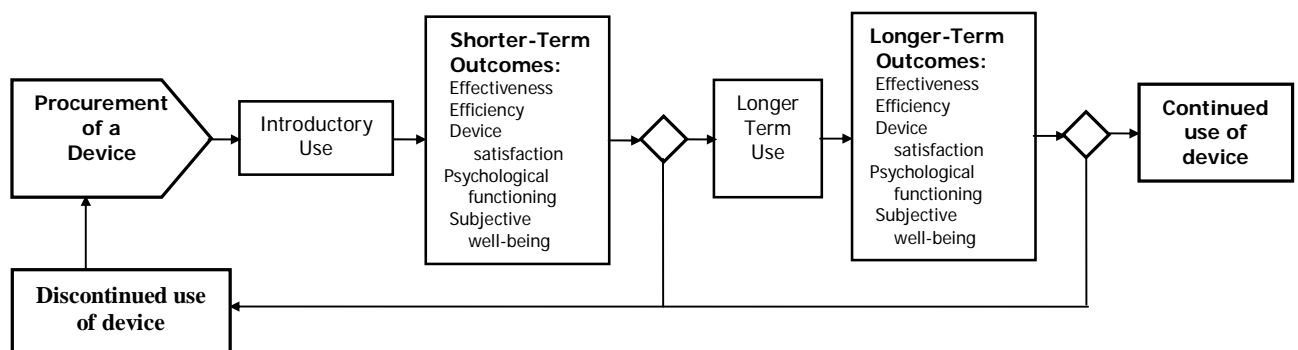 Procurement
of a
Device
Introductory
Use
Shorter-Term
Outcomes:
Effectiveness
Efficiency
Device
satisfaction
Psychological
functioning
Subjective
well-being
Longer
Term
Use
Longer-Term
Outcomes:
Effectiveness
Efficiency
Device
satisfaction
Psychological
functioning
Subjective
well-being
Continued
use of
device
Discontinued use
of device